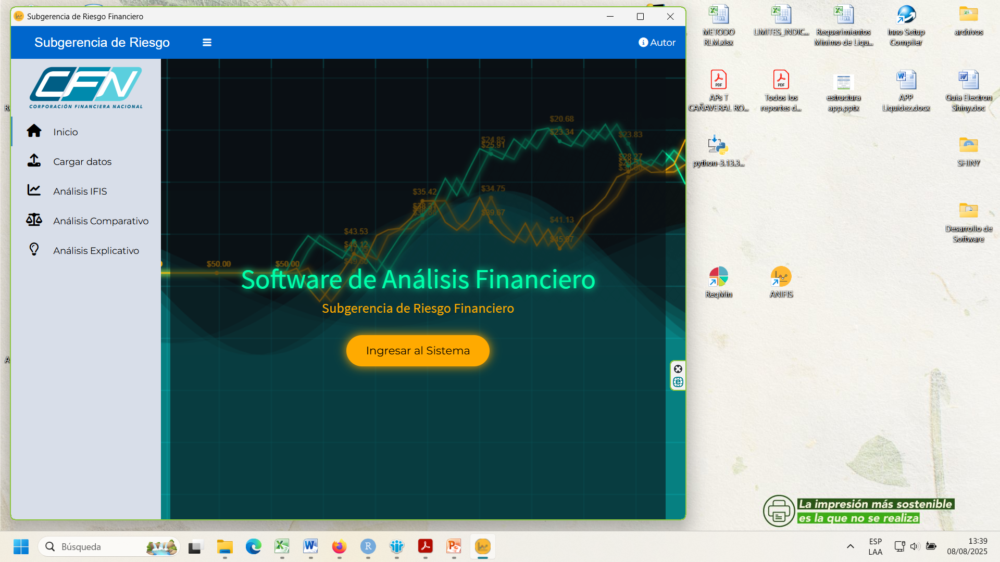 Subgerencia de Riesgo Financiero
Subgerencia de Riesgo
Autor
CFN
CORPORACIÓN FINANCIERA NACIONAL
Inicio
Cargar datos
Análisis IFIS
Análisis Comparativo
Análisis Explicativo
$20.68
$23.34
$24.85
$25.91
$23.83
$28.27
$35.42
$34.75
$39.67
$41.13
$45.07
$43.53
$46.12
$50.00
$50.00
Software de Análisis Financiero
Subgerencia de Riesgo Financiero
Ingresar al Sistema
METODO
RLM.xlsx
LIMITES_INDIC...
Requerimientos
Minimo de Liqu...
Inno Setup
Compiler
archivos
PDF
APs T
CAÑAVERAL RO...
PDF
Todos los
reportes d...
estructura
app.pptx
APP
Liquidez.docx
Guia Electron
Shiny.doc
python-3.13.3...
SHINY
Desarrollo de
Software
ReqMin
ANIFIS
La impresión más sostenible
es la que no se realiza
Búsqueda
ESP
LAA
13:39
08/08/2025